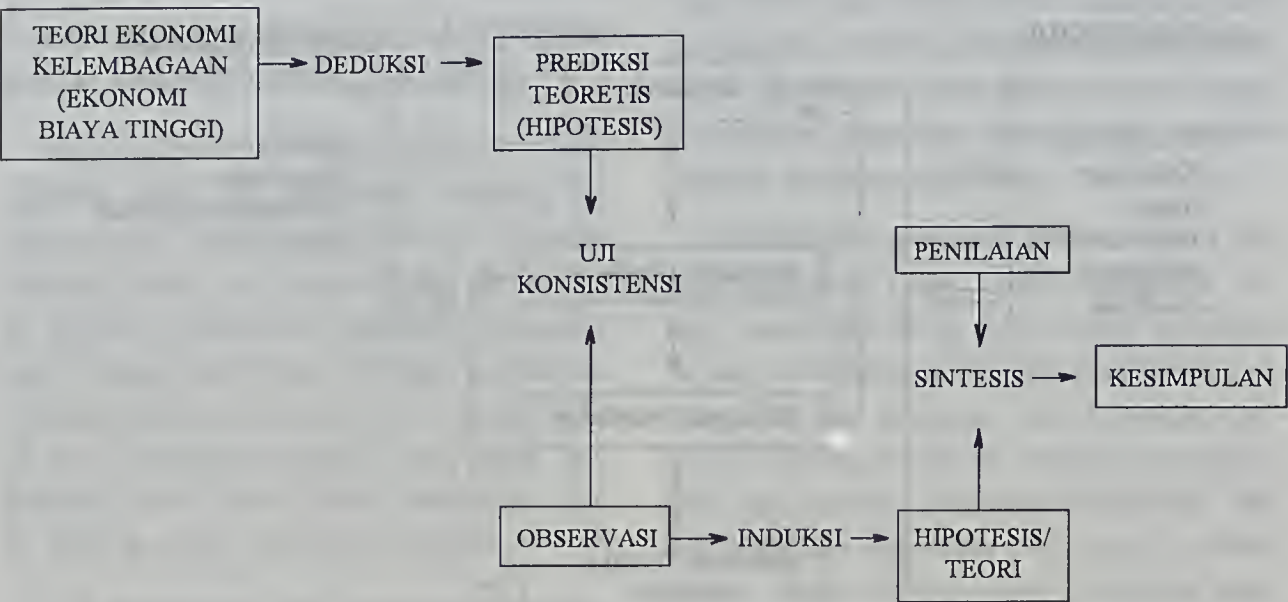 TEORI EKONOMI
KELEMBAGAAN
(EKONOMI
BIAYA TINGGI)
DEDUKSI
PREDIKSI
TEORETIS
(HIPOTESIS)
UJI
KONSISTENSI
PENILAIAN
SINTESIS
KESIMPULAN
OBSERVASI
INDUKSI
HIPOTESIS/
TEORI